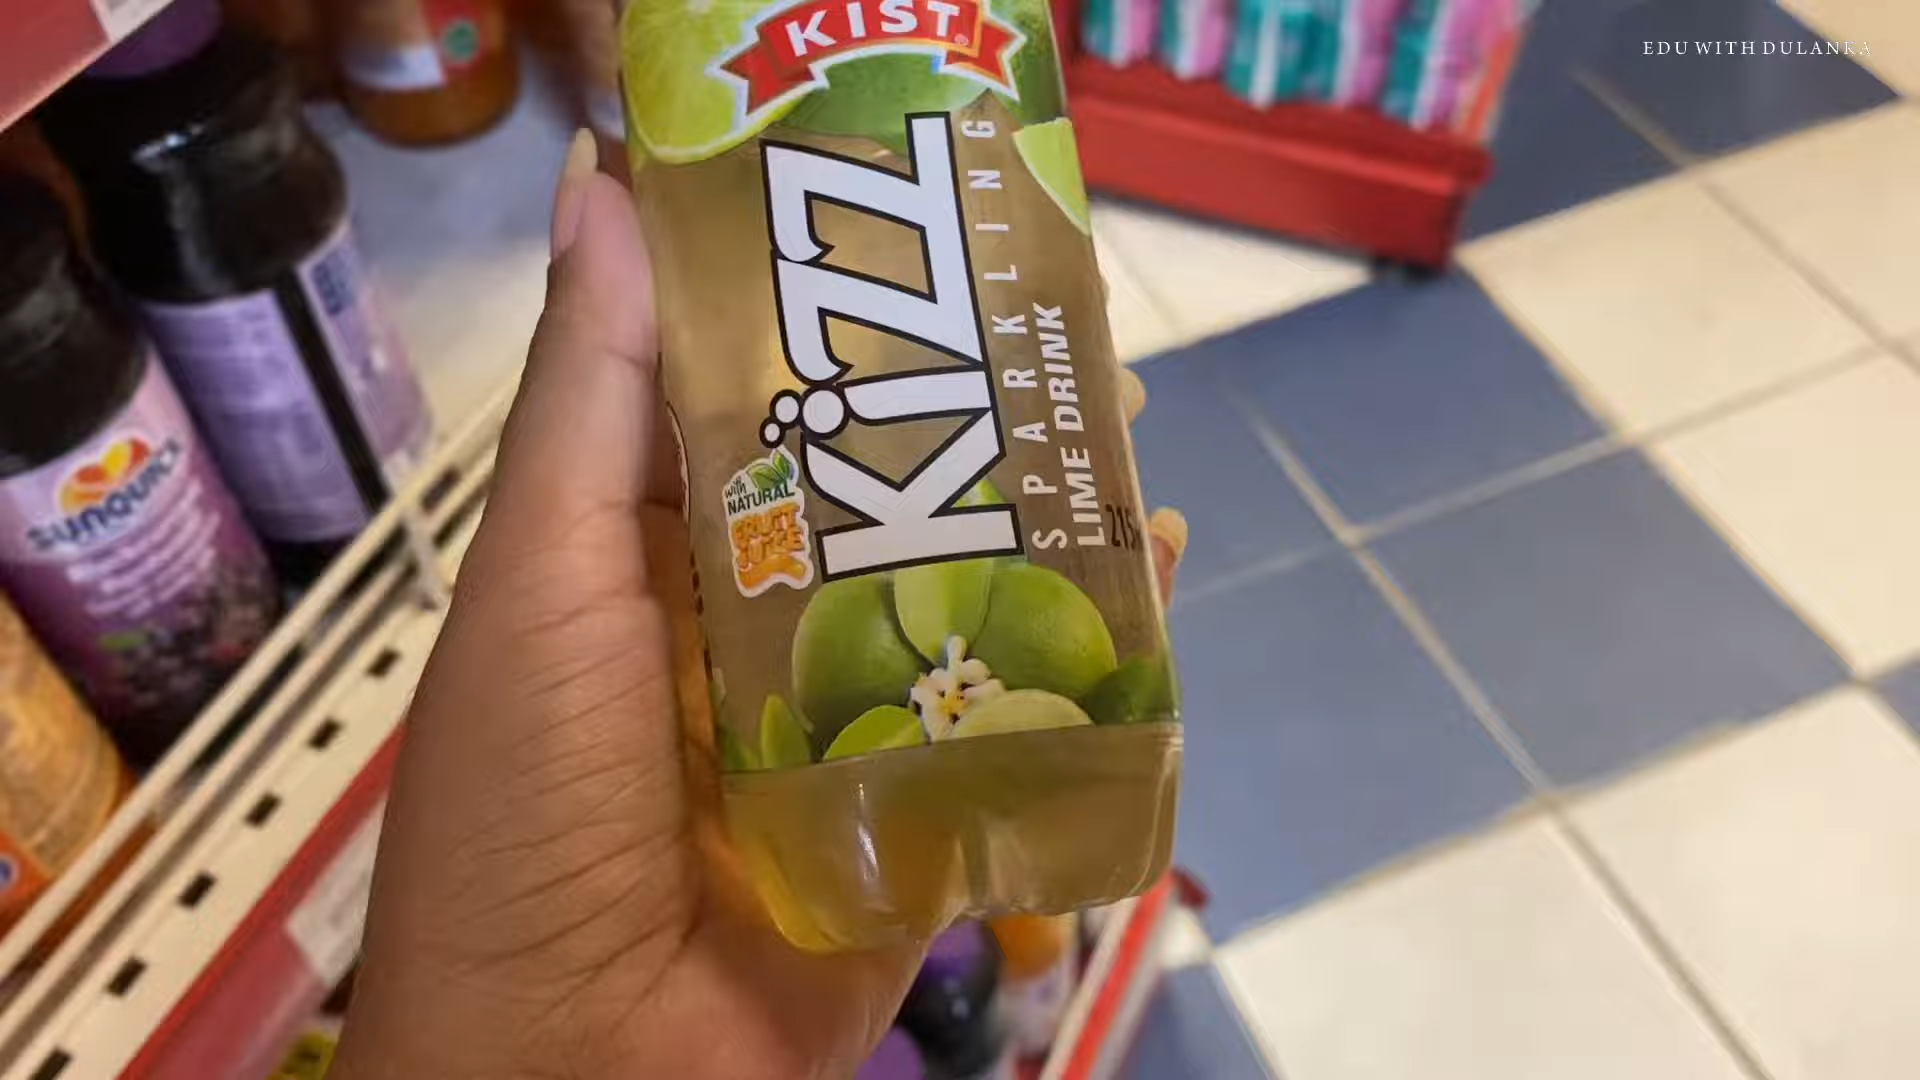 EDU WITH DULANKA
KIST
KiZZ
SPARKLING
LIME DRINK
with
NATURAL
FRUIT
JUICE
SUNQUICK